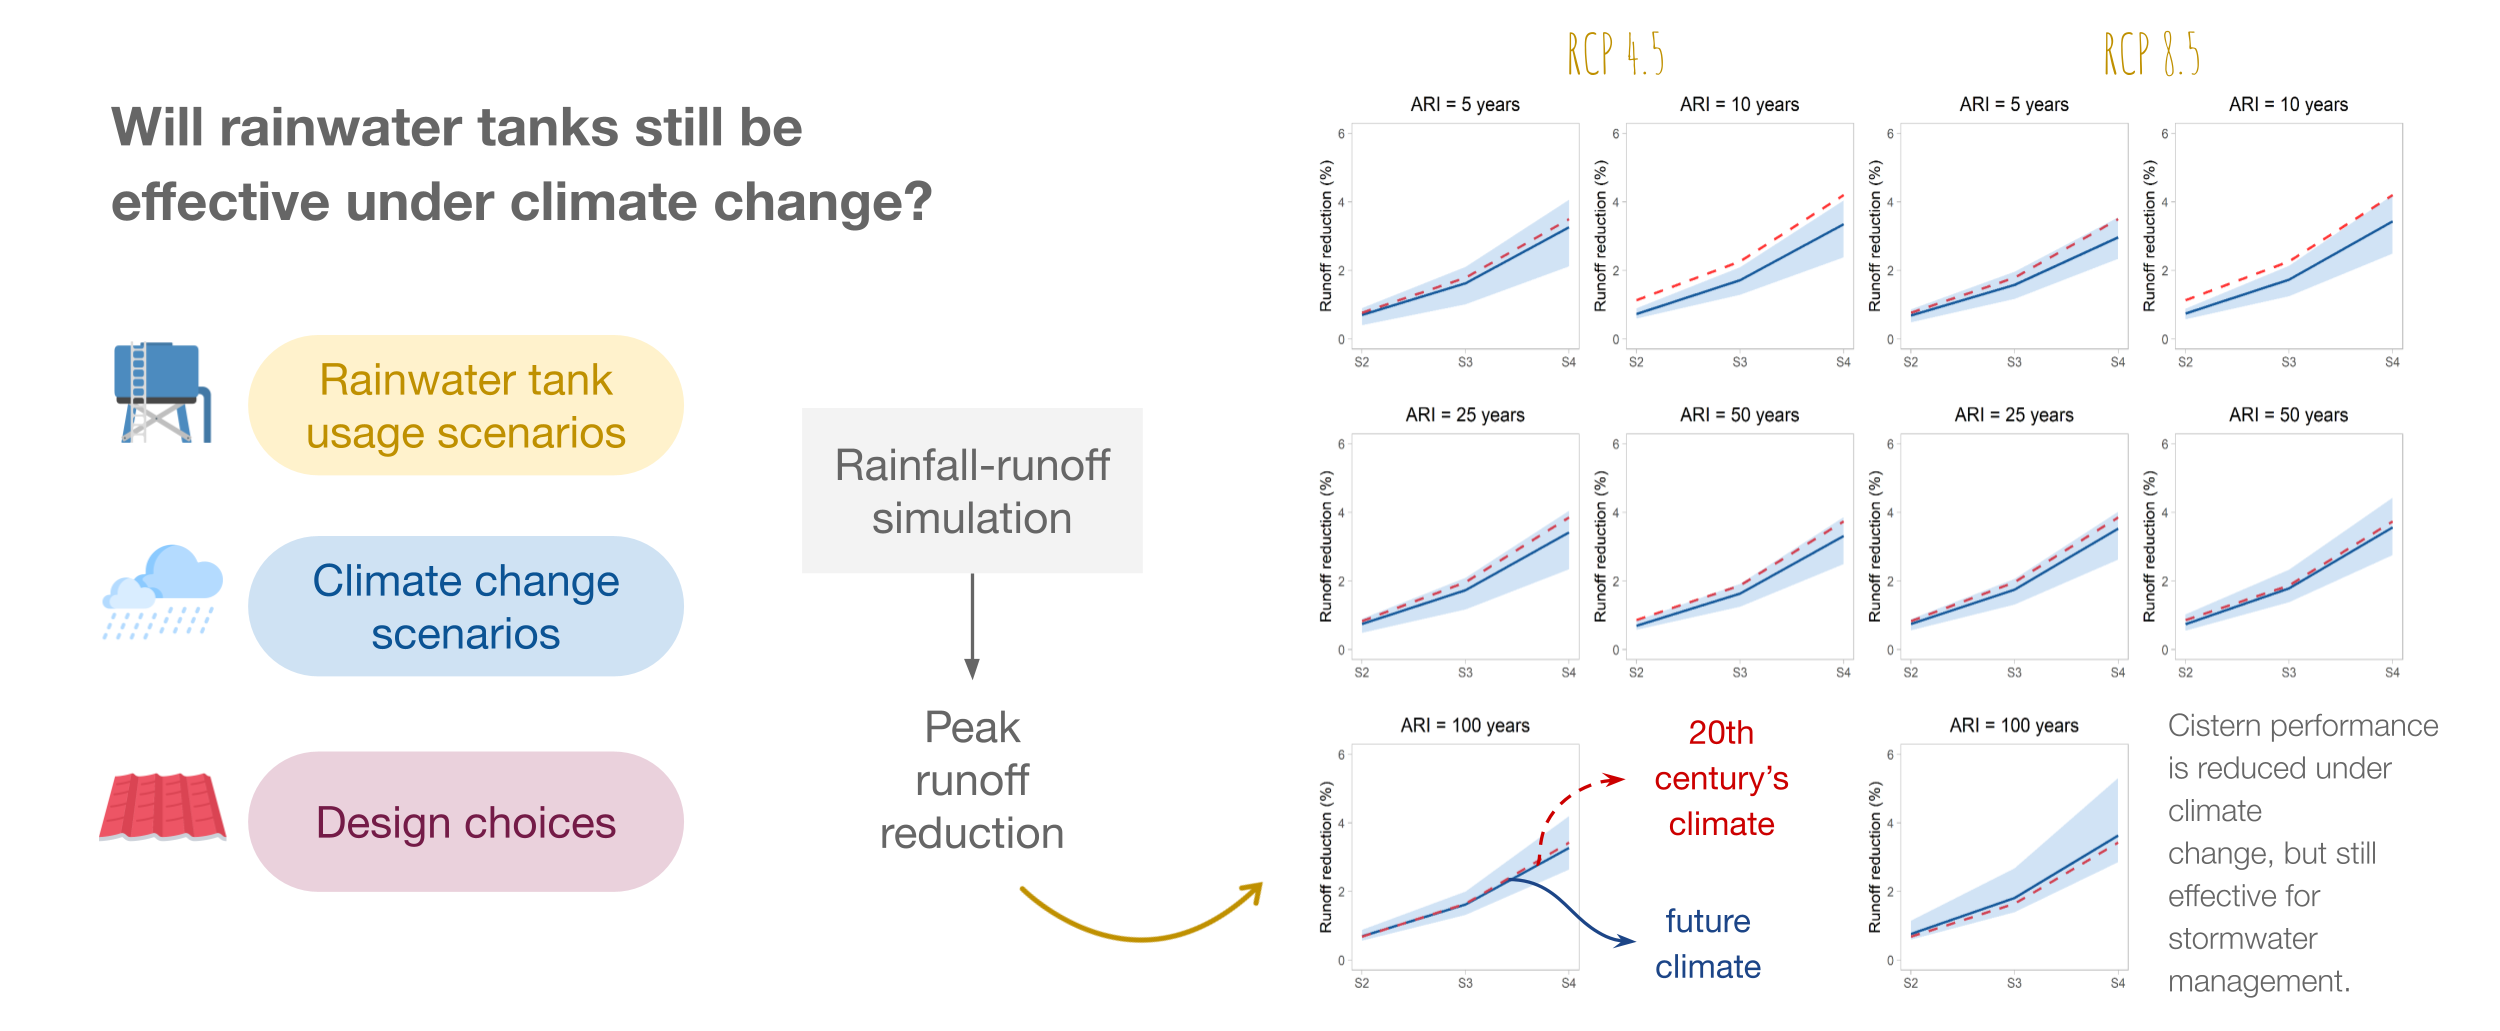 Will rainwater tanks still be
effective under climate change?
Rainwater tank
usage scenarios
Climate change
scenarios
Design choices
Rainfall-runoff
simulation
Peak
runoff
reduction
RCP 4.5
RCP 8.5
ARI = 5 years
Runoff reduction (%)
6
4
2
0
S2 S3 S4
ARI = 10 years
Runoff reduction (%)
6
4
2
0
S2 S3 S4
ARI = 5 years
Runoff reduction (%)
6
4
2
0
S2 S3 S4
ARI = 10 years
Runoff reduction (%)
6
4
2
0
S2 S3 S4
ARI = 25 years
Runoff reduction (%)
6
4
2
0
S2 S3 S4
ARI = 50 years
Runoff reduction (%)
6
4
2
0
S2 S3 S4
ARI = 25 years
Runoff reduction (%)
6
4
2
0
S2 S3 S4
ARI = 50 years
Runoff reduction (%)
6
4
2
0
S2 S3 S4
ARI = 100 years
Runoff reduction (%)
6
4
2
0
S2 S3 S4
20th
century's
climate
future
climate
ARI = 100 years
Runoff reduction (%)
6
4
2
0
S2 S3 S4
Cistern performance
is reduced under
climate
change, but still
effective for
stormwater
management.